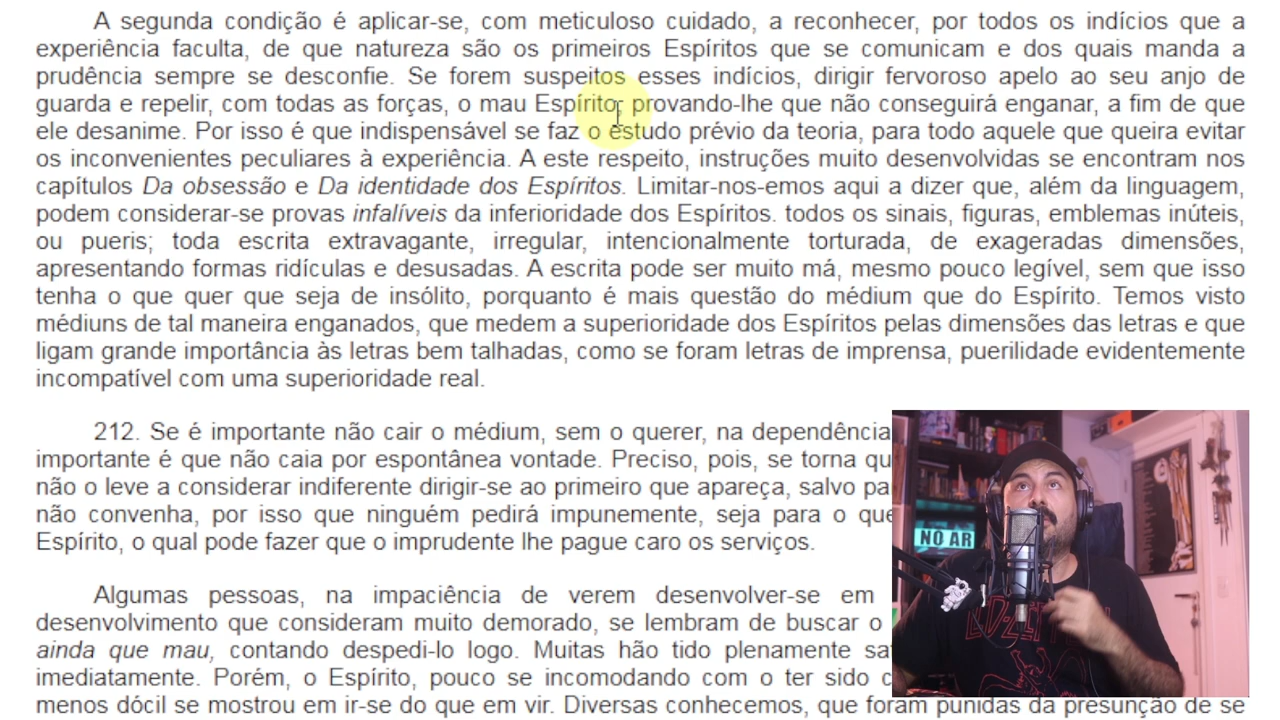 A segunda condição é aplicar-se, com meticuloso cuidado, a reconhecer, por todos os indícios que a
experiência faculta, de que natureza são os primeiros Espíritos que se comunicam e dos quais manda a
prudência sempre se desconfie. Se forem suspeitos esses indícios, dirigir fervoroso apelo ao seu anjo de
guarda e repelir, com todas as forças, o mau Espírito, provando-lhe que não conseguirá enganar, a fim de que
ele desanime. Por isso é que indispensável se faz o estudo prévio da teoria, para todo aquele que queira evitar
os inconvenientes peculiares à experiência. A este respeito, instruções muito desenvolvidas se encontram nos
capítulos Da obsessão e Da identidade dos Espíritos. Limitar-nos-emos aqui a dizer que, além da linguagem,
podem considerar-se provas infalíveis da inferioridade dos Espíritos. todos os sinais, figuras, emblemas inúteis,
ou pueris; toda escrita extravagante, irregular, intencionalmente torturada, de exageradas dimensões,
apresentando formas ridículas e desusadas. A escrita pode ser muito má, mesmo pouco legível, sem que isso
tenha o que quer que seja de insólito, porquanto é mais questão do médium que do Espírito. Temos visto
médiuns de tal maneira enganados, que medem a superioridade dos Espíritos pelas dimensões das letras e que
ligam grande importância às letras bem talhadas, como se foram letras de imprensa, puerilidade evidentemente
incompatível com uma superioridade real.
212. Se é importante não cair o médium, sem o querer, na dependência
importante é que não caia por espontânea vontade. Preciso, pois, se torna qu
não o leve a considerar indiferente dirigir-se ao primeiro que apareça, salvo pa
não convenha, por isso que ninguém pedirá impunemente, seja para o que
Espírito, o qual pode fazer que o imprudente lhe pague caro os serviços.
Algumas pessoas, na impaciência de verem desenvolver-se em
desenvolvimento que consideram muito demorado, se lembram de buscar o
ainda que mau, contando despedi-lo logo. Muitas hão tido plenamente sa
imediatamente. Porém, o Espírito, pouco se incomodando com o ter sido c
menos dócil se mostrou em ir-se do que em vir. Diversas conhecemos, que foram punidas da presunção de se
NO AR